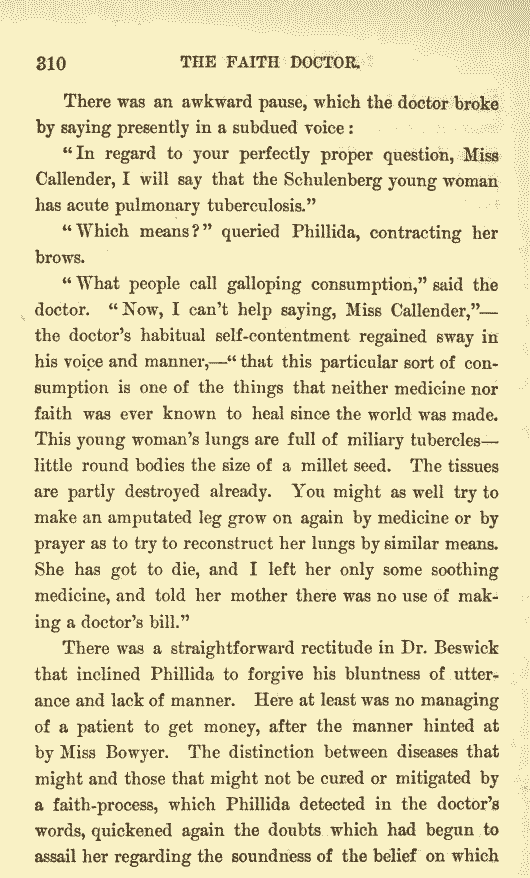 310 THE FAITH DOCTOR.
There was an awkward pause, which the doctor broke
by saying presently in a subdued voice:
“In regard to your perfectly proper question, Miss
Callender, I will say that the Schulenberg young woman
has acute pulmonary tuberculosis.”
“Which means?” queried Phillida, contracting her
brows.
“What people call galloping consumption,” said the
doctor. “Now, I can’t help saying, Miss Callender,”—
the doctor’s habitual self-contentment regained sway in
his voice and manner,—“that this particular sort of con-
sumption is one of the things that neither medicine nor
faith was ever known to heal since the world was made.
This young woman’s lungs are full of miliary tubercles—
little round bodies the size of a millet seed. The tissues
are partly destroyed already. You might as well try to
make an amputated leg grow on again by medicine or by
prayer as to try to reconstruct her lungs by similar means.
She has got to die, and I left her only some soothing
medicine, and told her mother there was no use of mak-
ing a doctor’s bill.”
There was a straightforward rectitude in Dr. Beswick
that inclined Phillida to forgive his bluntness of utter-
ance and lack of manner. Here at least was no managing
of a patient to get money, after the manner hinted at
by Miss Bowyer. The distinction between diseases that
might and those that might not be cured or mitigated by
a faith-process, which Phillida detected in the doctor’s
words, quickened again the doubts which had begun to
assail her regarding the soundness of the belief on which